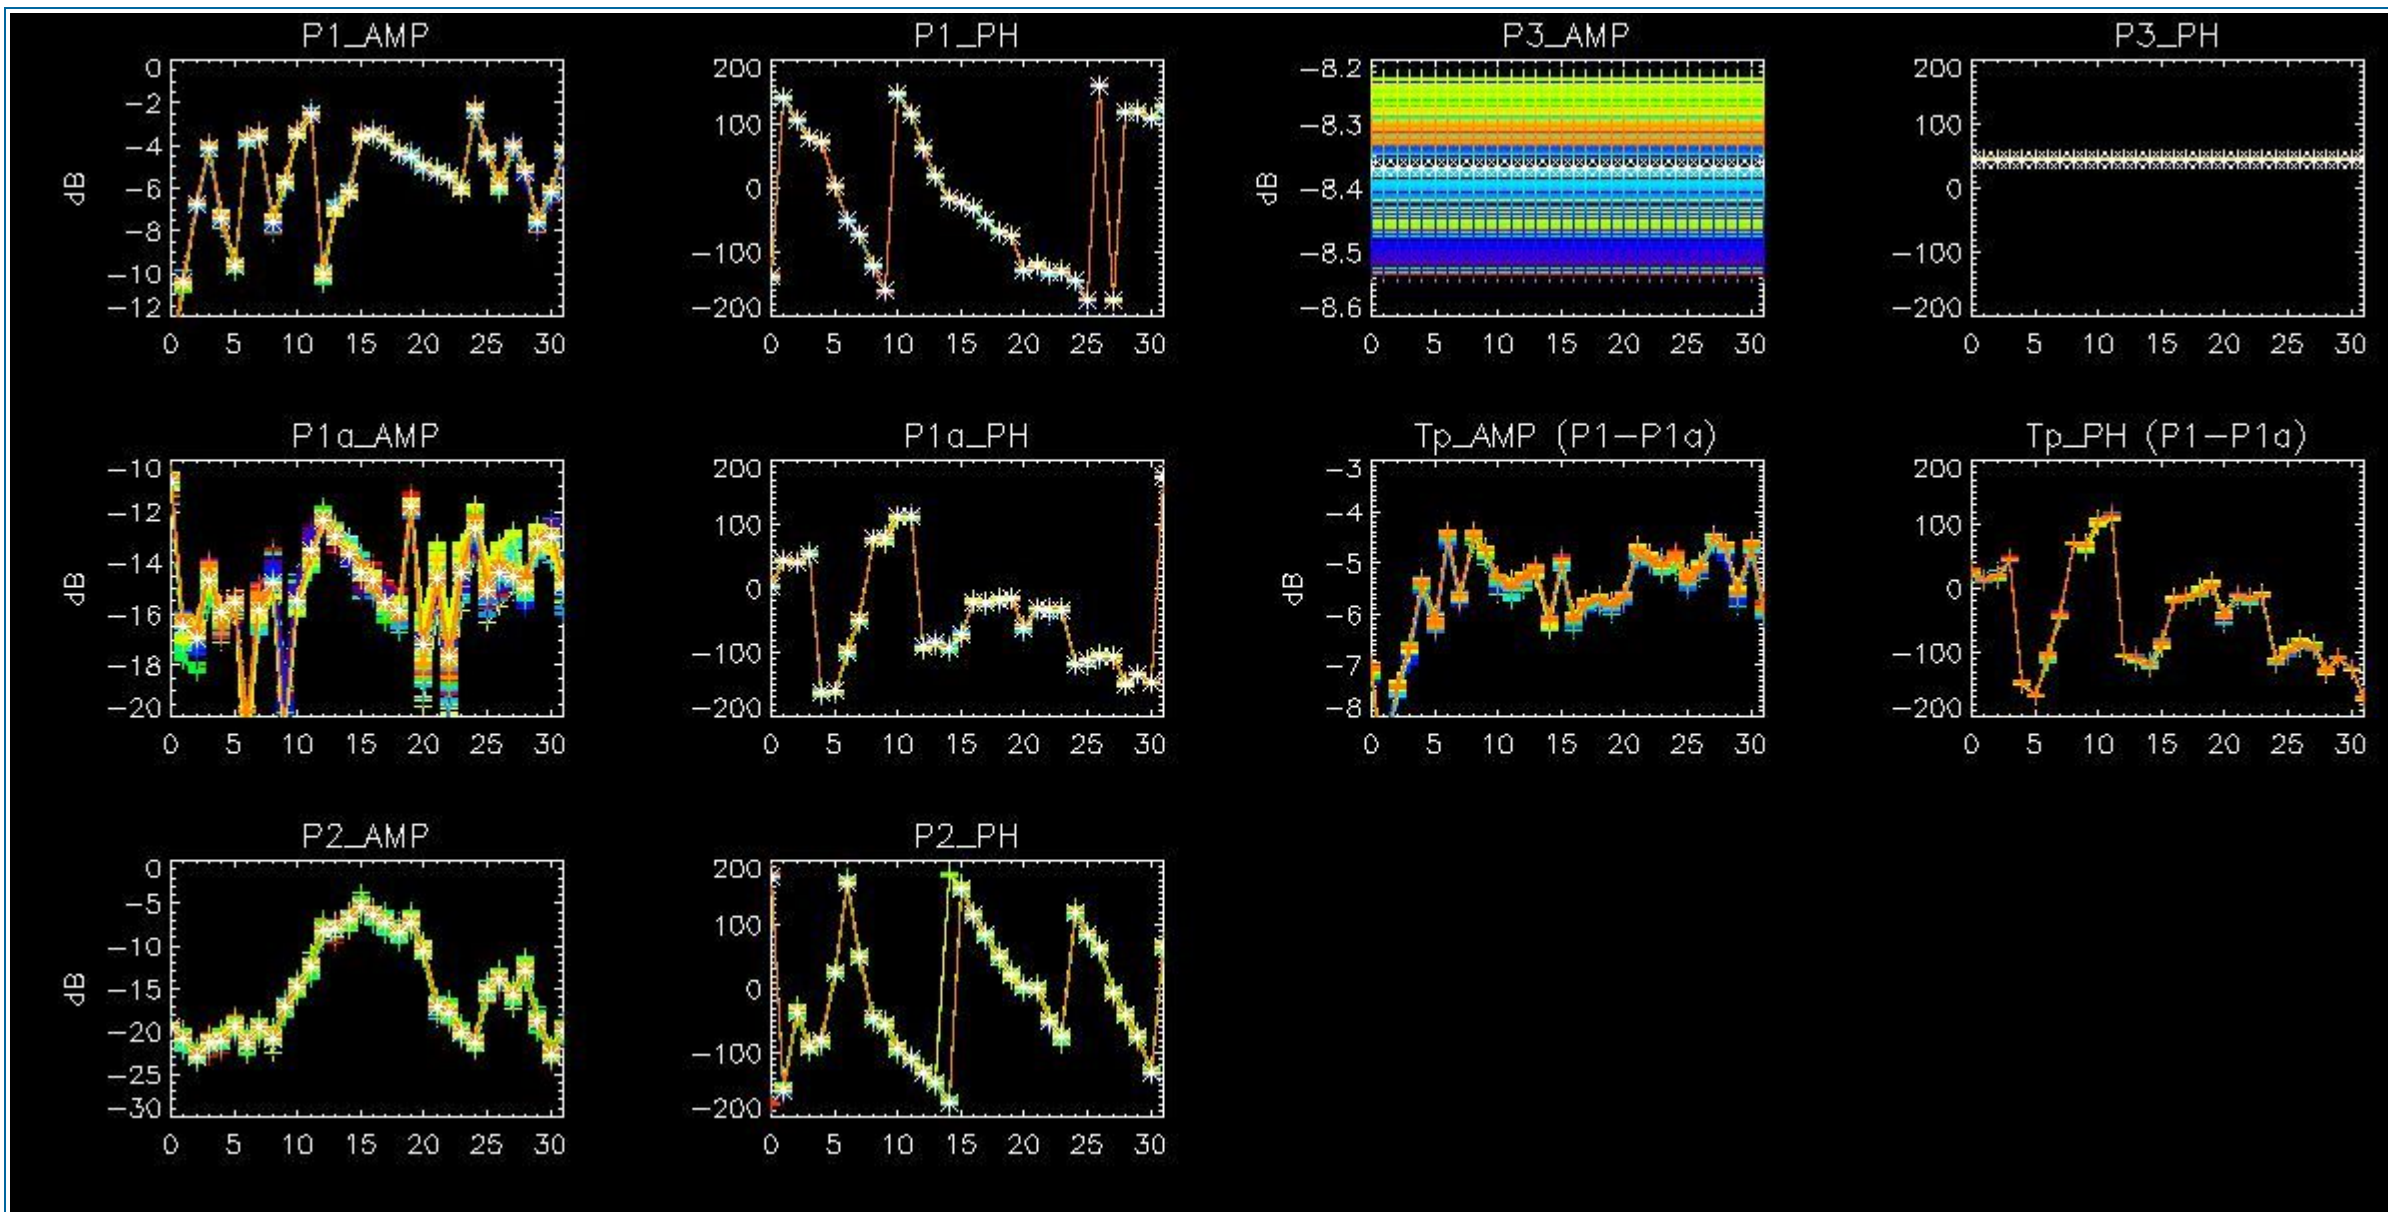 P1_AMP P1_PH P3_AMP P3_PH
0 200 −8.2 200
−2 100 −8.3 100
−4 0 −8.4 0
−6 −100 −8.5 −100
−8 −200 −8.6 −200
−10
−12
dB dB
0 5 10 15 20 25 30 0 5 10 15 20 25 30 0 5 10 15 20 25 30 0 5 10 15 20 25 30
P1a_AMP P1a_PH Tp_AMP (P1−P1a) Tp_PH (P1−P1a)
−10 200 −3 200
−12 100 −4 100
−14 0 −5 0
−16 −100 −6 −100
−18 −200 −7 −200
−20 −8
dB dB
0 5 10 15 20 25 30 0 5 10 15 20 25 30 0 5 10 15 20 25 30 0 5 10 15 20 25 30
P2_AMP P2_PH
0 200
−5 100
−10 0
−15 −100
−20 −200
−25
−30
dB
0 5 10 15 20 25 30 0 5 10 15 20 25 30